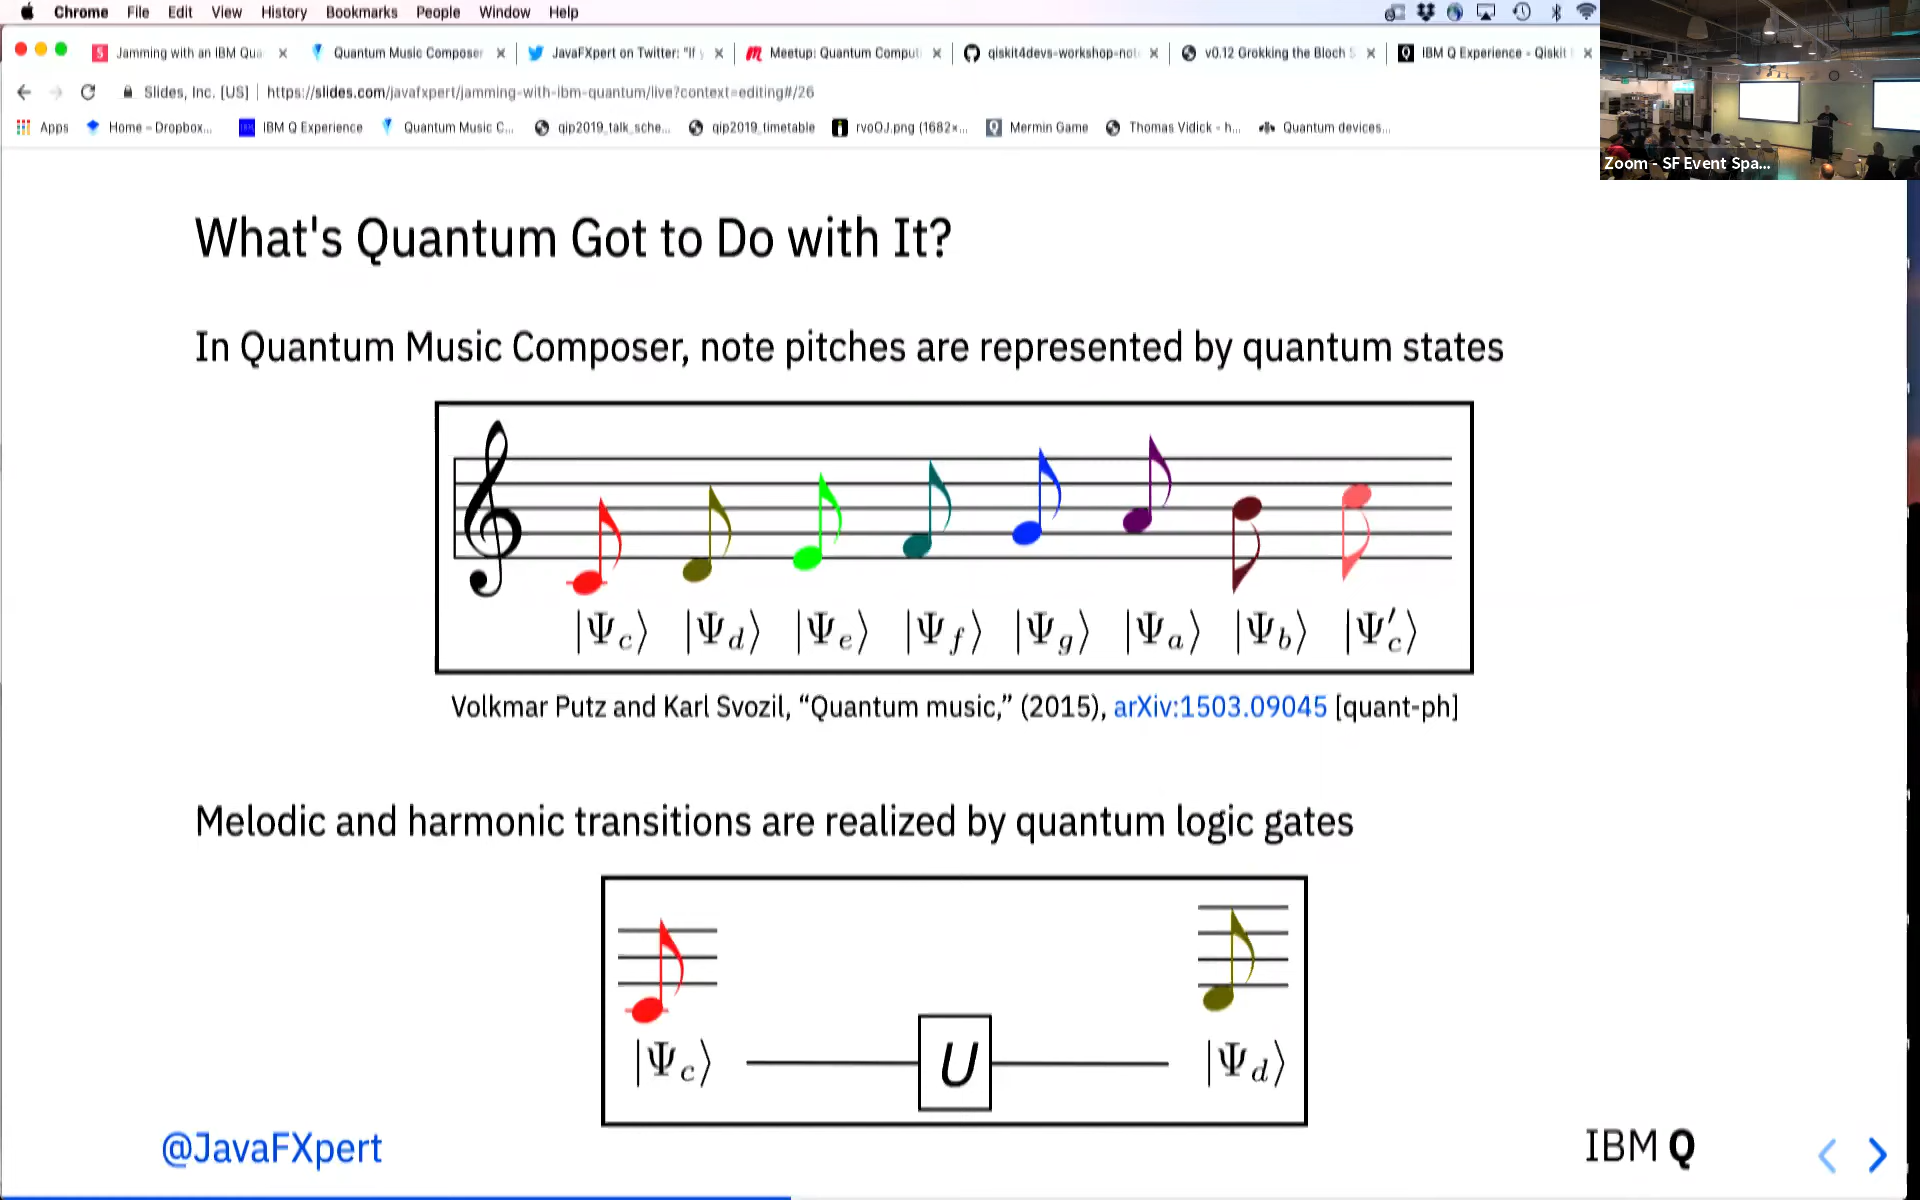 Chrome File Edit View History Bookmarks People Window Help
Jamming with an IBM Qua
Quantum Music Composer
JavaFXpert on Twitter: "If y
Meetup: Quantum Computi
qiskit4devs-workshop-not
v0.12 Grokking the Bloch S
IBM Q Experience - Qiskit
Slides, Inc. [US] | https://slides.com/javafxpert/jamming-with-ibm-quantum/live?context=editing#/26
Apps Home - Dropbox... IBM Q Experience Quantum Music C... qip2019_talk_sche... qip2019_timetable rvoOJ.png (1682×... Mermin Game Thomas Vidick - h... Quantum devices...
Zoom - SF Event Spa...
What's Quantum Got to Do with It?
In Quantum Music Composer, note pitches are represented by quantum states
|Ψc⟩ |Ψd⟩ |Ψe⟩ |Ψf⟩ |Ψg⟩ |Ψa⟩ |Ψb⟩ |Ψ′c⟩
Volkmar Putz and Karl Svozil, “Quantum music,” (2015), arXiv:1503.09045 [quant-ph]
Melodic and harmonic transitions are realized by quantum logic gates
|Ψc⟩ U |Ψd⟩
@JavaFXpert
IBM Q